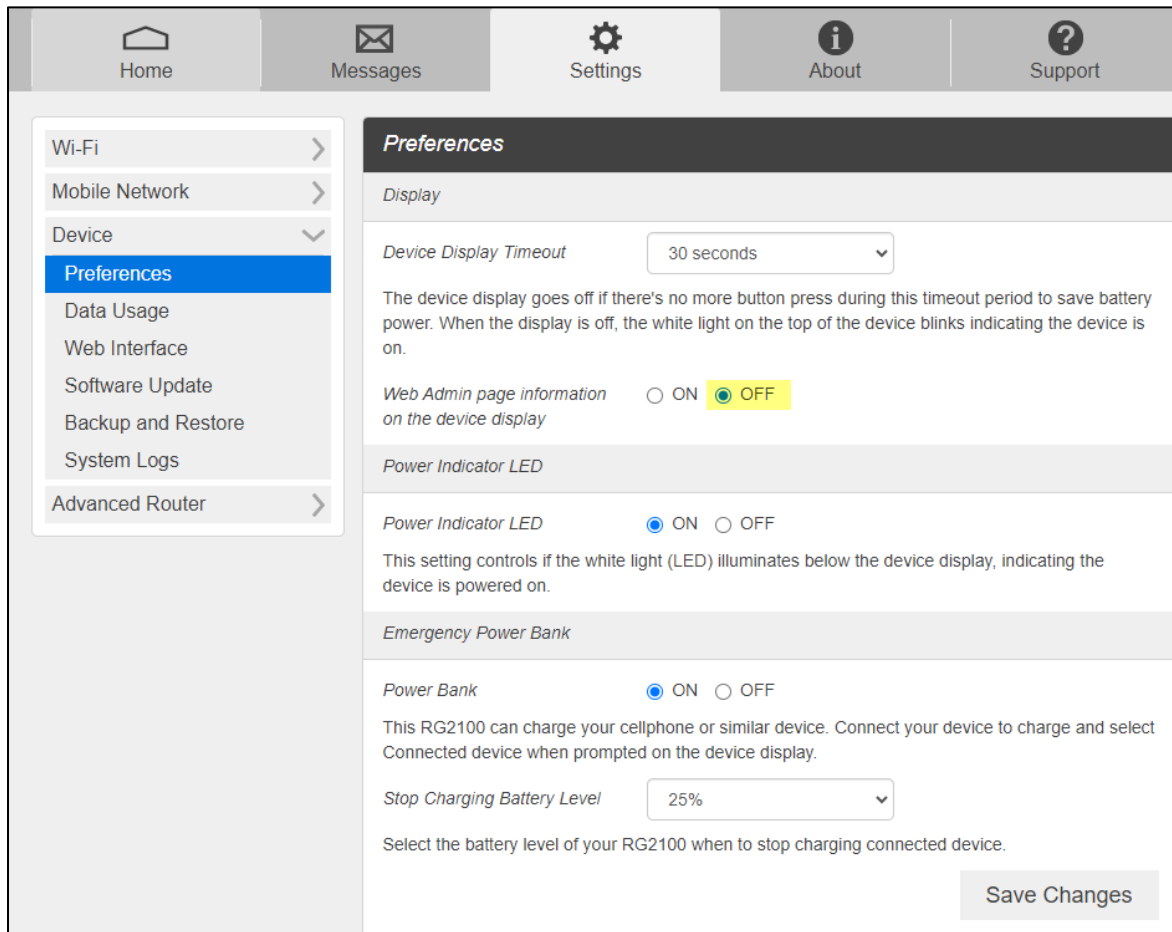 Home
Messages
Settings
About
Support
Wi-Fi
Mobile Network
Device
Preferences
Data Usage
Web Interface
Software Update
Backup and Restore
System Logs
Advanced Router
Preferences
Display
Device Display Timeout
30 seconds
The device display goes off if there's no more button press during this timeout period to save battery
power. When the display is off, the white light on the top of the device blinks indicating the device is
on.
Web Admin page information
on the device display
ON OFF
Power Indicator LED
Power Indicator LED
ON OFF
This setting controls if the white light (LED) illuminates below the device display, indicating the
device is powered on.
Emergency Power Bank
Power Bank
ON OFF
This RG2100 can charge your cellphone or similar device. Connect your device to charge and select
Connected device when prompted on the device display.
Stop Charging Battery Level
25%
Select the battery level of your RG2100 when to stop charging connected device.
Save Changes